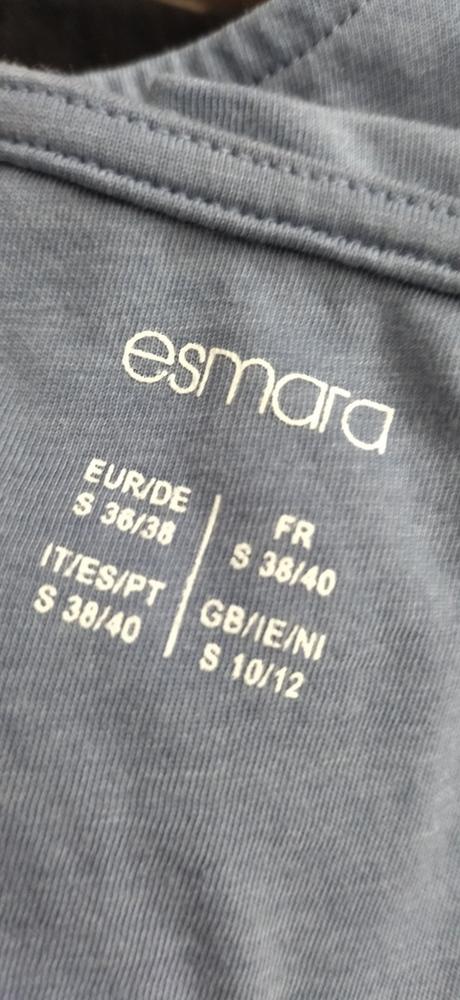 esmara
EUR/DE
S 36/38
FR
S 38/40
IT/ES/PT
S 38/40
GB/IE/NI
S 10/12